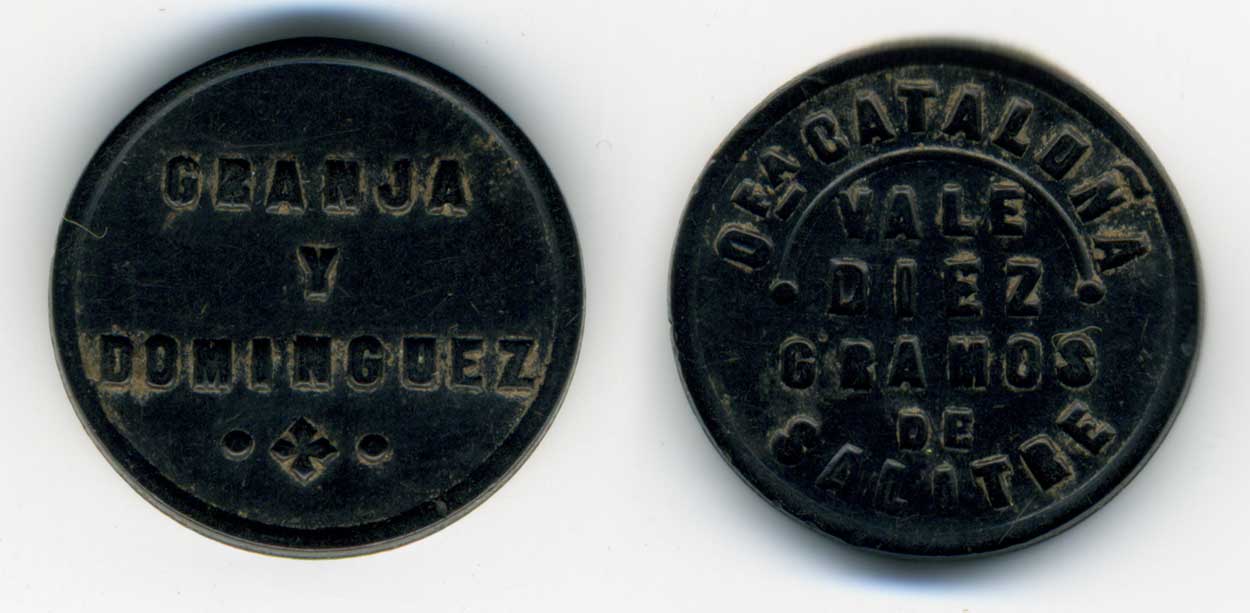 GRANJA
Y
DOMINGUEZ
OFA CATALUÑA
VALE
DIEZ
GRAMOS
DE
SALITRE